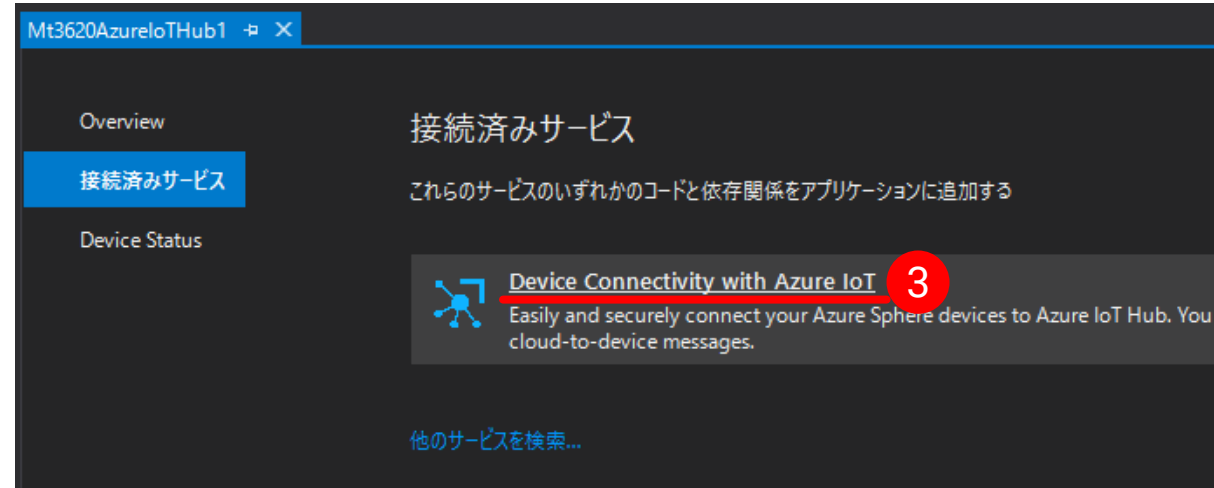 Mt3620AzureIoTHub1
Overview
接続済みサービス
Device Status
接続済みサービス
これらのサービスのいずれかのコードと依存関係をアプリケーションに追加する
Device Connectivity with Azure IoT
3
Easily and securely connect your Azure Sphere devices to Azure IoT Hub. You
cloud-to-device messages.
他のサービスを検索...